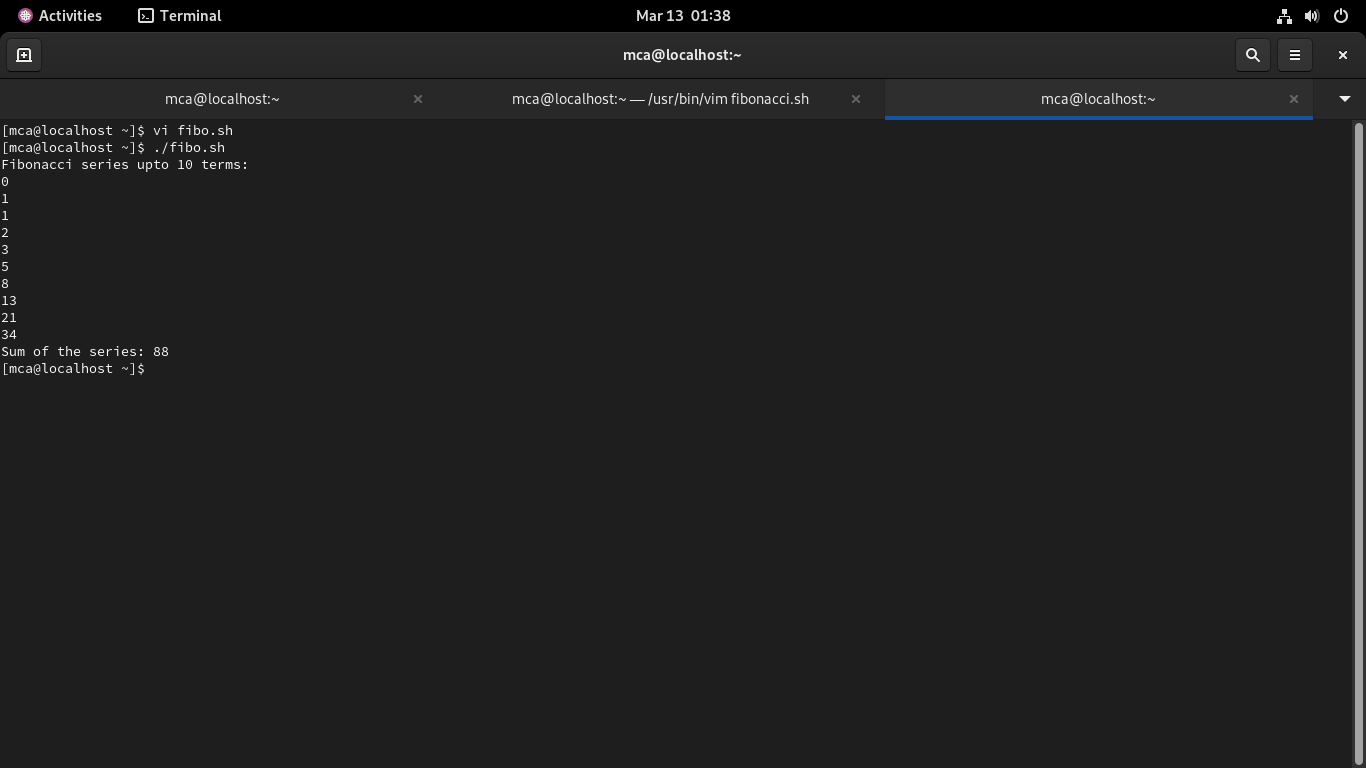 Activities Terminal Mar 13 01:38
mca@localhost:~
mca@localhost:~ mca@localhost:~ — /usr/bin/vim fibonacci.sh mca@localhost:~
[mca@localhost ~]$ vi fibo.sh
[mca@localhost ~]$ ./fibo.sh
Fibonacci series upto 10 terms:
0
1
1
2
3
5
8
13
21
34
Sum of the series: 88
[mca@localhost ~]$